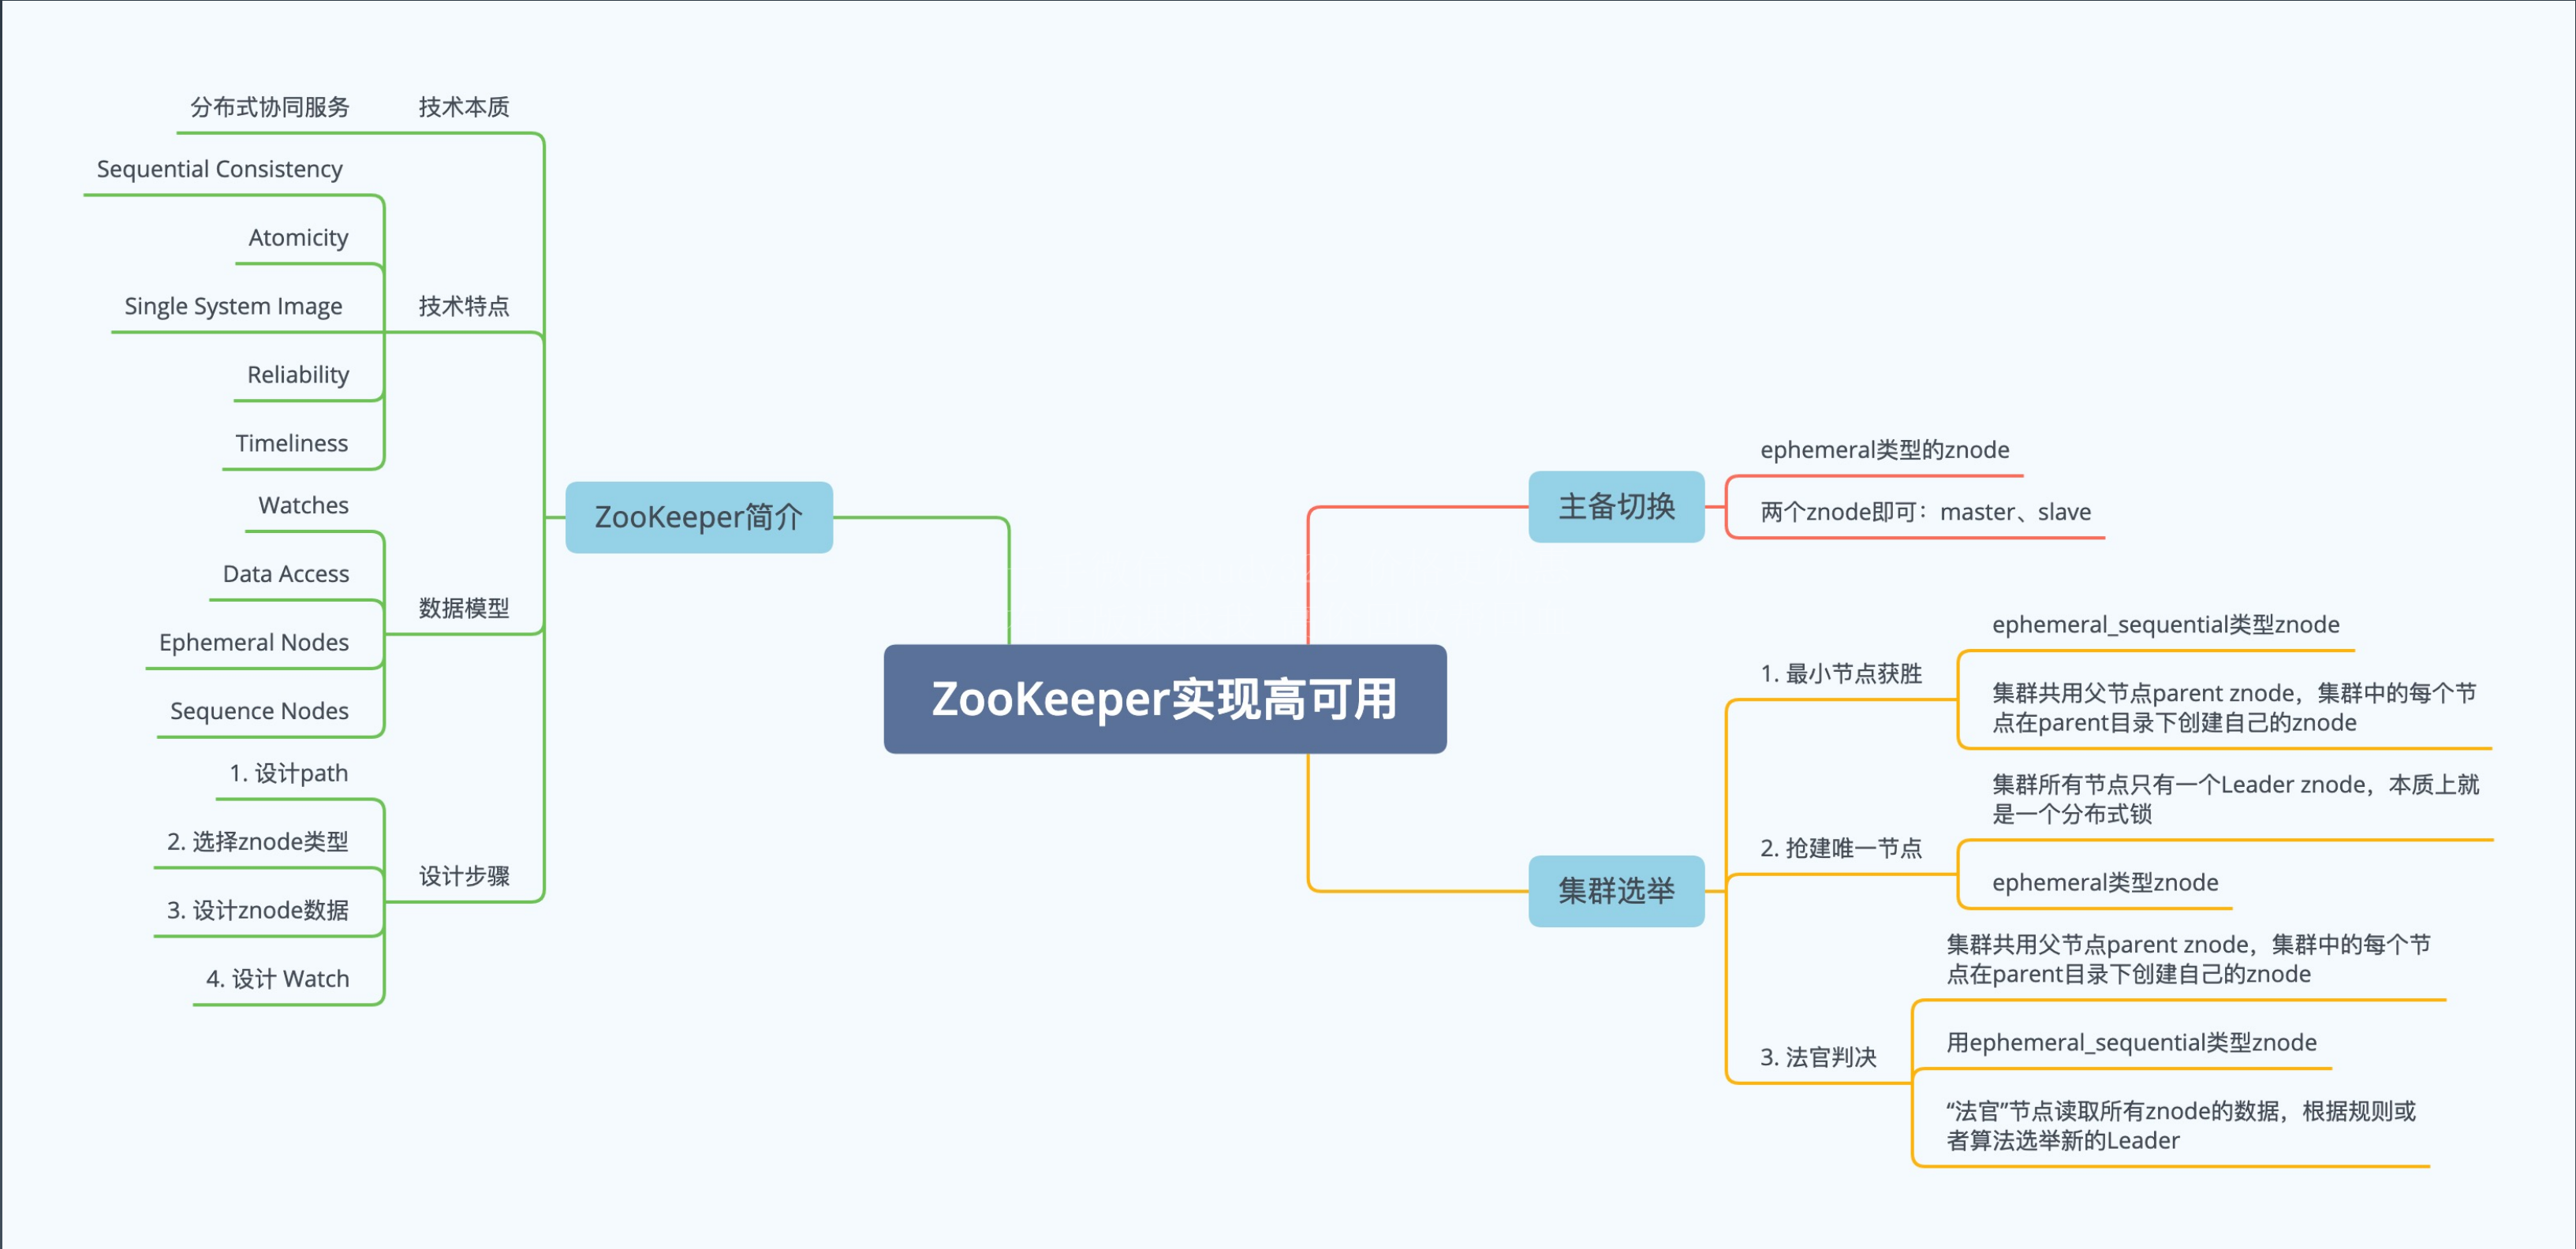 ZooKeeper实现高可用
ZooKeeper简介
技术本质
分布式协同服务
技术特点
Sequential Consistency
Atomicity
Single System Image
Reliability
Timeliness
数据模型
Watches
Data Access
Ephemeral Nodes
Sequence Nodes
设计步骤
1. 设计path
2. 选择znode类型
3. 设计znode数据
4. 设计 Watch
主备切换
ephemeral类型的znode
两个znode即可：master、slave
集群选举
1. 最小节点获胜
ephemeral_sequential类型znode
集群共用父节点parent znode，集群中的每个节
点在parent目录下创建自己的znode
2. 抢建唯一节点
集群所有节点只有一个Leader znode，本质上就
是一个分布式锁
ephemeral类型znode
3. 法官判决
集群共用父节点parent znode，集群中的每个节
点在parent目录下创建自己的znode
用ephemeral_sequential类型znode
“法官”节点读取所有znode的数据，根据规则或
者算法选举新的Leader